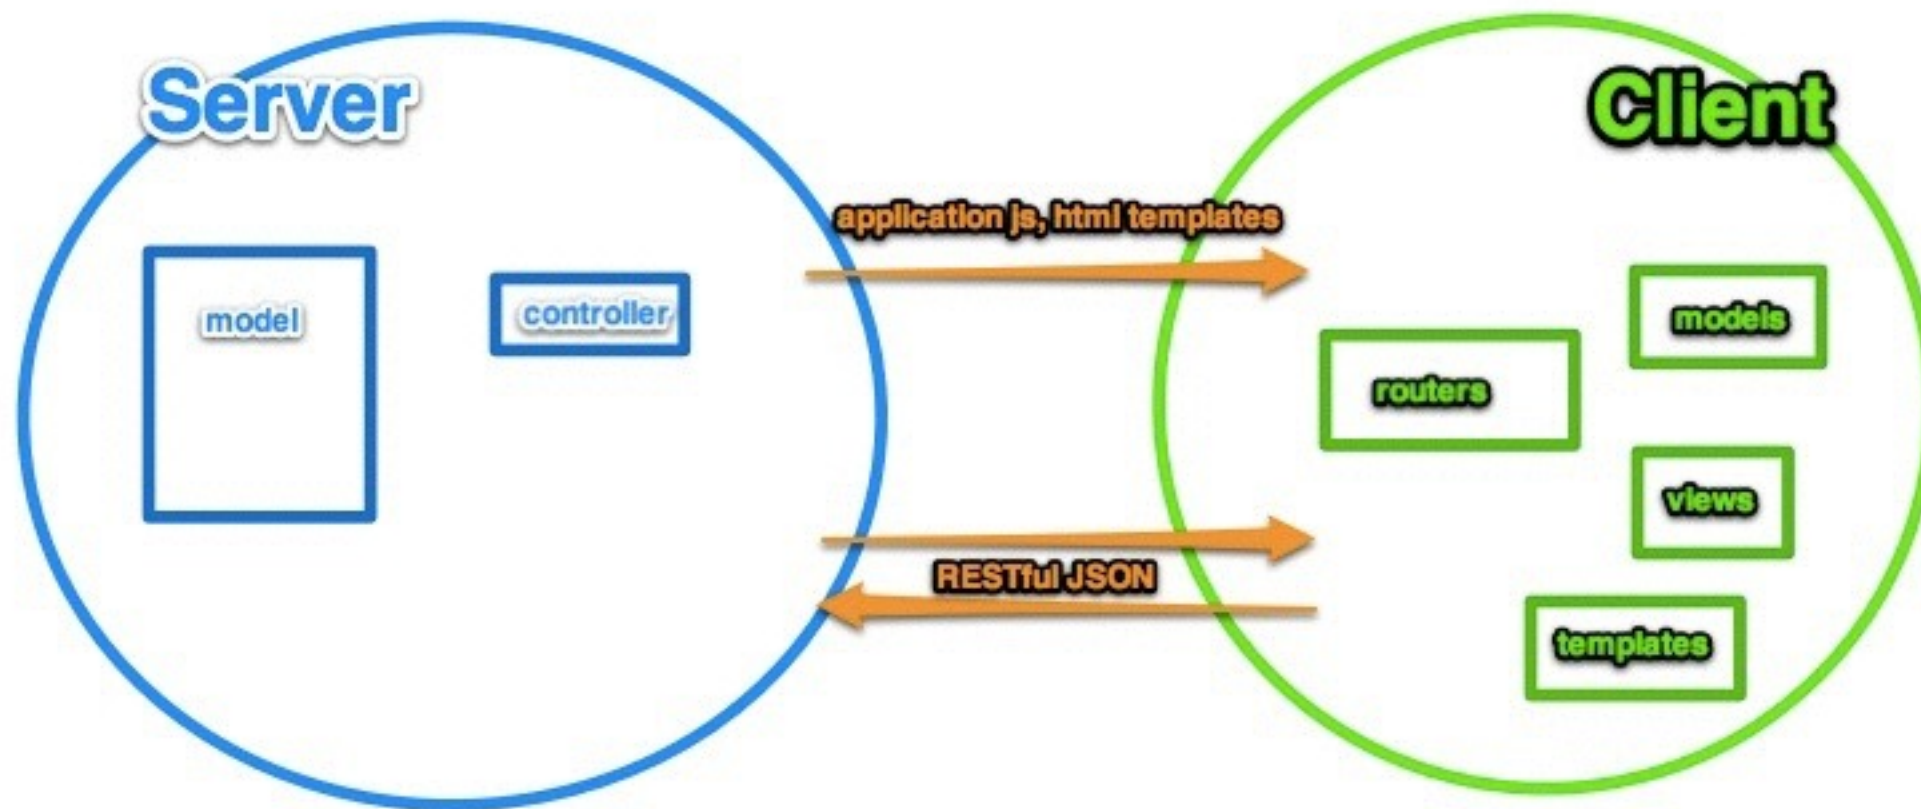 Server
Client
application js, html templates
model
controller
models
routers
views
RESTful JSON
templates